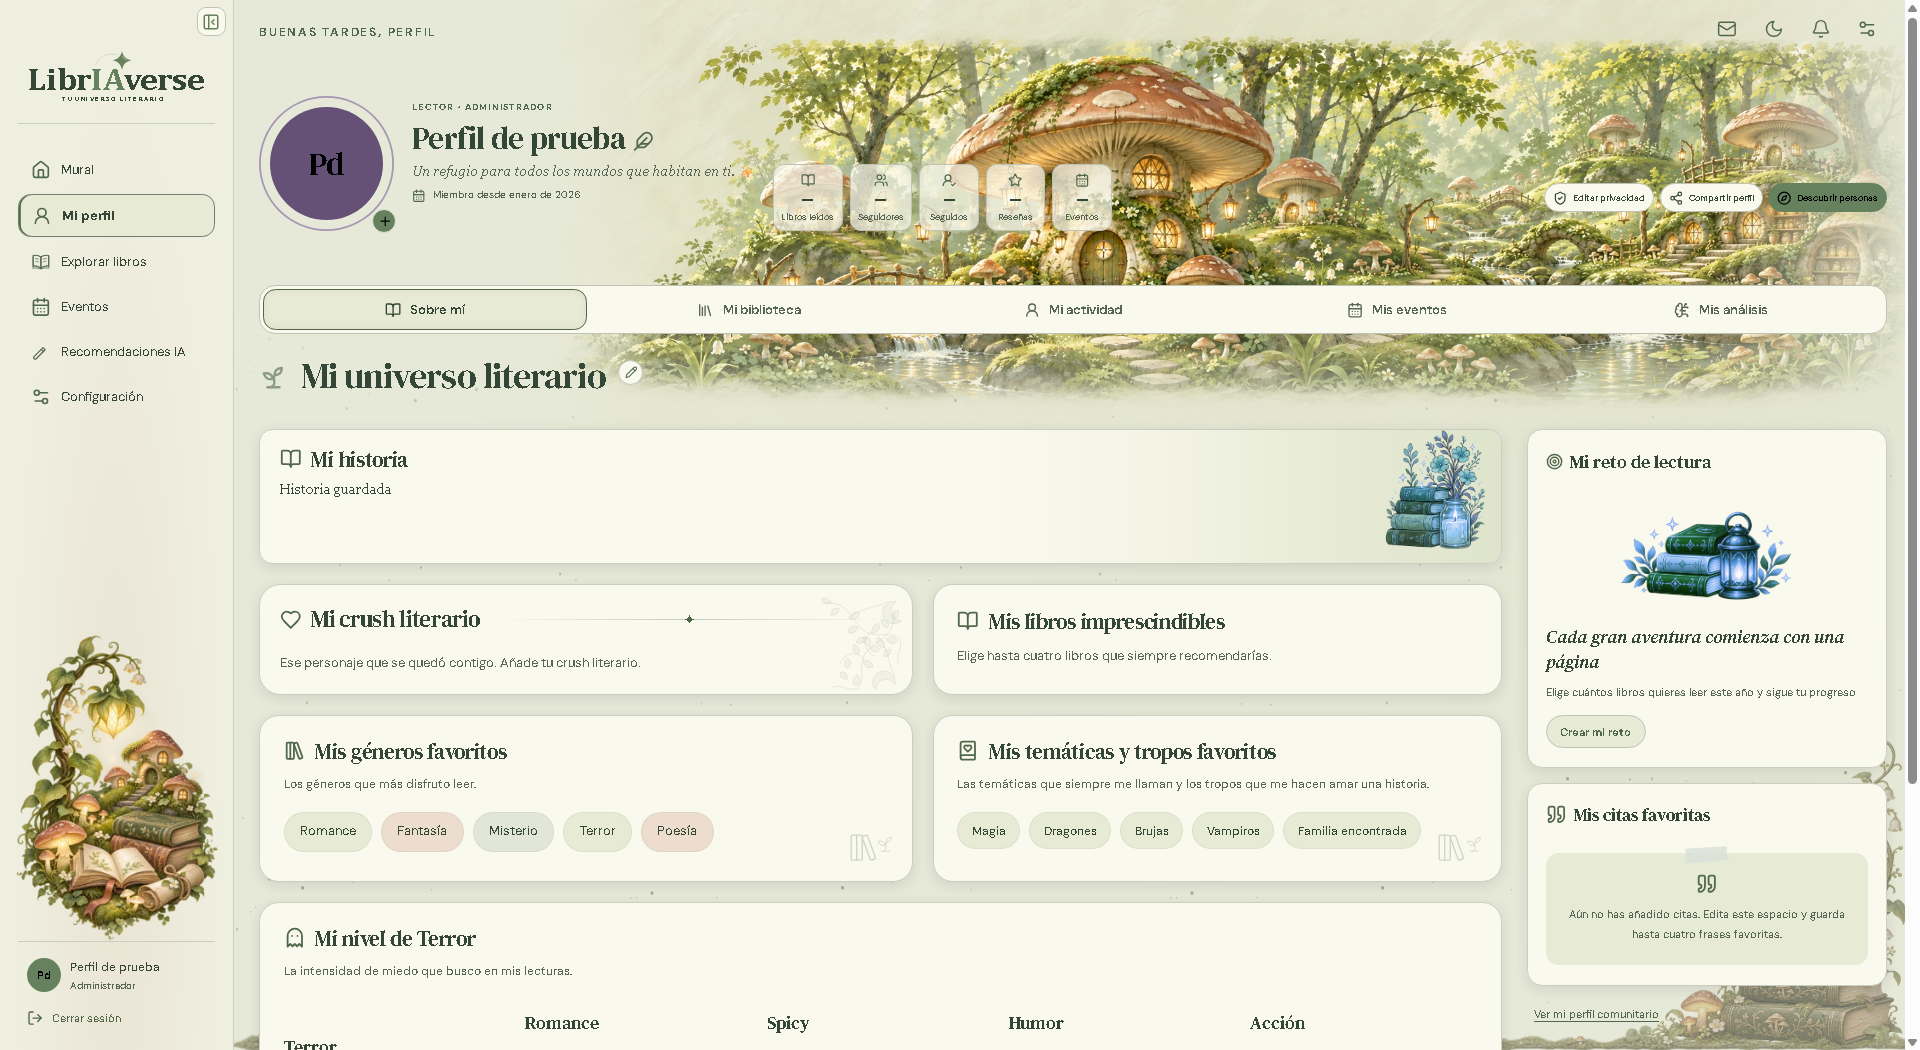 BUENAS TARDES, PERFIL
LibrIAverse
TU UNIVERSO LITERARIO
Mural
Mi perfil
Explorar libros
Eventos
Recomendaciones IA
Configuración
Pd
Perfil de prueba
Administrador
Cerrar sesión
Pd
LECTOR · ADMINISTRADOR
Perfil de prueba
Un refugio para todos los mundos que habitan en ti.
Miembro desde enero de 2026
Libros leídos
Seguidores
Seguidos
Reseñas
Eventos
Editar privacidad
Compartir perfil
Descubrir personas
Sobre mí
Mi biblioteca
Mi actividad
Mis eventos
Mis análisis
Mi universo literario
Mi historia
Historia guardada
Mi crush literario
Ese personaje que se quedó contigo. Añade tu crush literario.
Mis libros imprescindibles
Elige hasta cuatro libros que siempre recomendarías.
Mis géneros favoritos
Los géneros que más disfruto leer.
Romance
Fantasía
Misterio
Terror
Poesía
Mis temáticas y tropos favoritos
Las temáticas que siempre me llaman y los tropos que me hacen amar una historia.
Magia
Dragones
Brujas
Vampiros
Familia encontrada
Mi nivel de Terror
La intensidad de miedo que busco en mis lecturas.
Romance
Spicy
Humor
Acción
Terror
Mi reto de lectura
Cada gran aventura comienza con una
página
Elige cuántos libros quieres leer este año y sigue tu progreso
Crear mi reto
Mis citas favoritas
Aún no has añadido citas. Edita este espacio y guarda
hasta cuatro frases favoritas.
Ver mi perfil comunitario